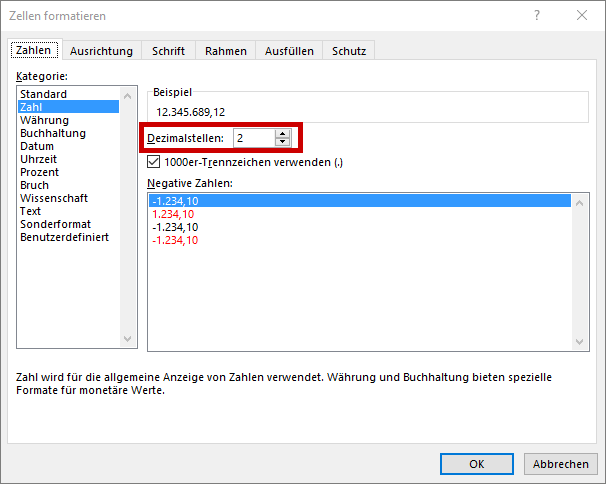 Zellen formatieren
?
Zahlen Ausrichtung Schrift Rahmen Ausfüllen Schutz
Kategorie:
Standard
Zahl
Währung
Buchhaltung
Datum
Uhrzeit
Prozent
Bruch
Wissenschaft
Text
Sonderformat
Benutzerdefiniert
Beispiel
12.345.689,12
Dezimalstellen: 2
1000er-Trennzeichen verwenden (.)
Negative Zahlen:
-1.234,10
1.234,10
-1.234,10
-1.234,10
Zahl wird für die allgemeine Anzeige von Zahlen verwendet. Währung und Buchhaltung bieten spezielle
Formate für monetäre Werte.
OK Abbrechen